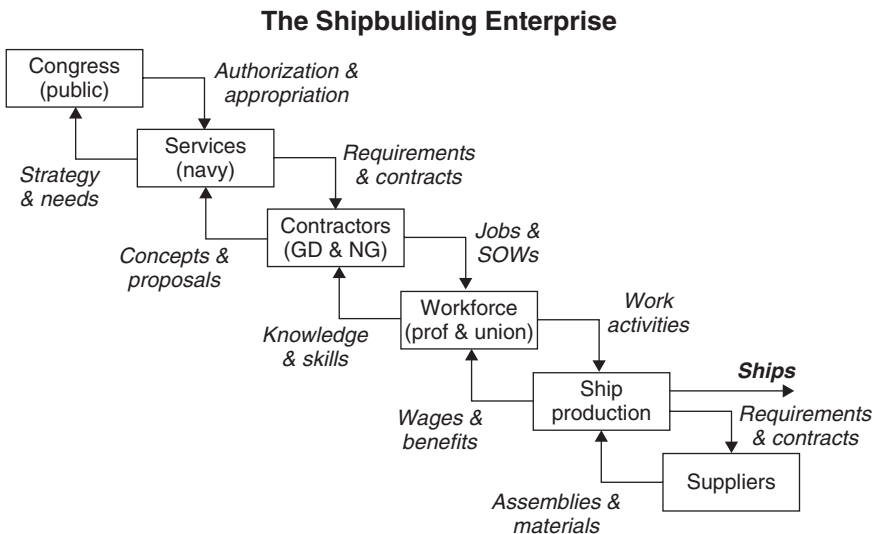 The Shipbuliding Enterprise
Congress
(public)
Authorization &
appropriation
Services
(navy)
Strategy
& needs
Requirements
& contracts
Contractors
(GD & NG)
Concepts &
proposals
Jobs &
SOWs
Workforce
(prof & union)
Knowledge
& skills
Work
activities
Ship
production
Wages &
benefits
Ships
Requirements
& contracts
Suppliers
Assemblies &
materials